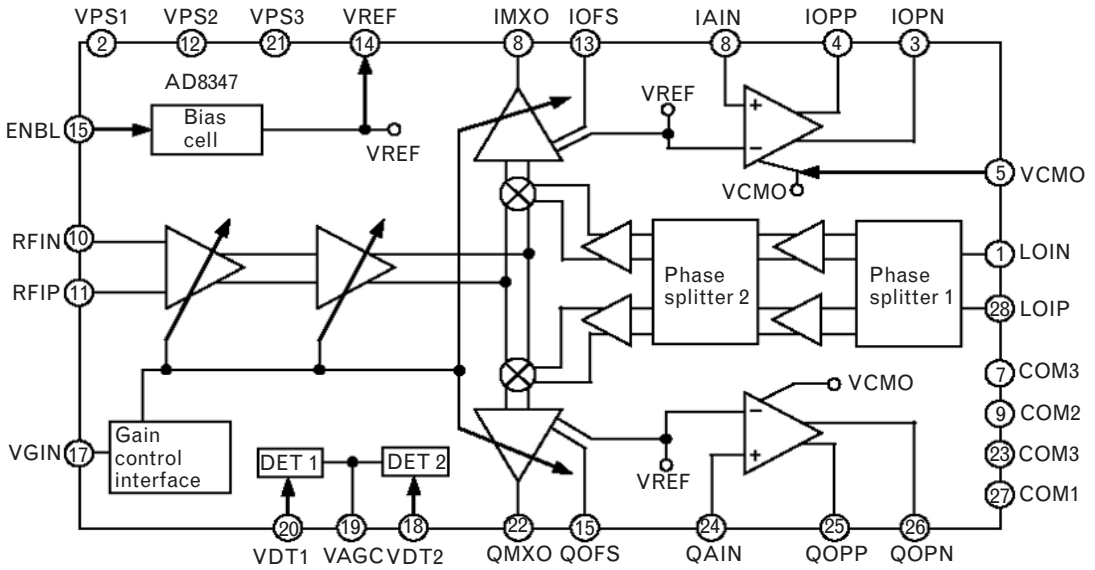 VPS1 VPS2 VPS3 VREF IMXO IOFS IAIN IOPP IOPN
2 12 21 14 8 13 8 4 3
AD8347
VREF
ENBL 15 Bias
cell
VREF
+
−
VCMO
5 VCMO
RFIN 10
RFIP 11
Phase
splitter 2
Phase
splitter 1
1 LOIN
28 LOIP
7 COM3
VCMO
9 COM2
VGIN 17 Gain
control
interface
DET 1 DET 2
VREF
−
+
23 COM3
27 COM1
20 19 18 22 15 24 25 26
VDT1 VAGC VDT2 QMXO QOFS QAIN QOPP QOPN